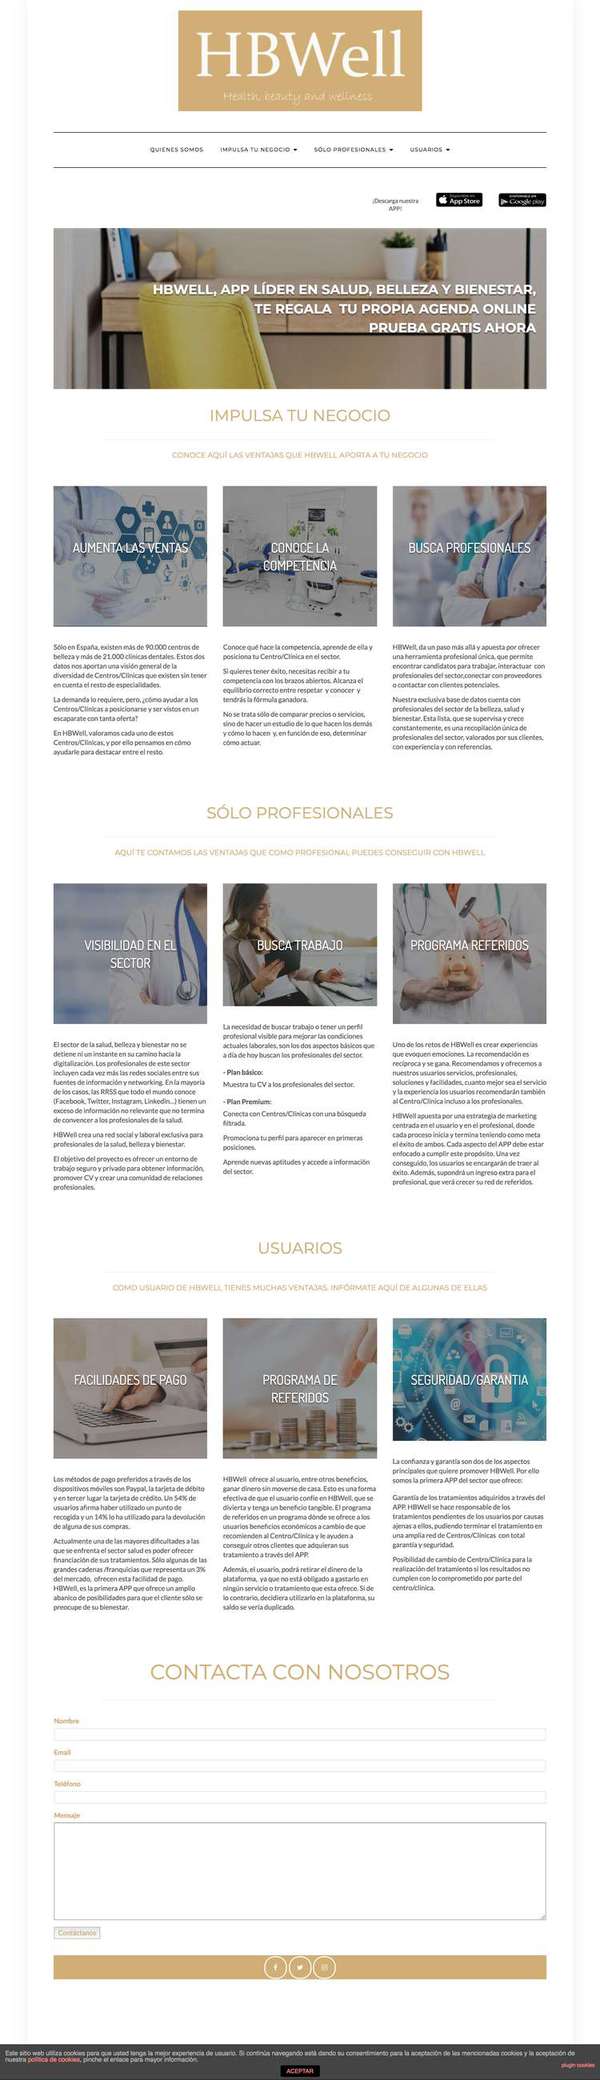 HBWell
Health, beauty and wellness
QUIÉNES SOMOS IMPULSA TU NEGOCIO SÓLO PROFESIONALES USUARIOS
¡Descarga nuestra
APP!
App Store
Google play
HBWELL, APP LÍDER EN SALUD, BELLEZA Y BIENESTAR,
TE REGALA TU PROPIA AGENDA ONLINE
PRUEBA GRATIS AHORA
IMPULSA TU NEGOCIO
CONOCE AQUÍ LAS VENTAJAS QUE HBWELL APORTA A TU NEGOCIO
AUMENTA LAS VENTAS
Sólo en España, existen más de 90.000 centros de
belleza y más de 21.000 clínicas dentales. Estos dos
datos nos aportan una visión general de la
diversidad de Centros/Clínicas que existen sin tener
en cuenta el resto de especialidades.
La demanda lo requiere, pero, ¿cómo ayudar a los
Centros/Clínicas a posicionarse y ser vistos en un
escaparate con tanta oferta?
En HBWell, valoramos cada uno de estos
Centros/Clínicas, y por ello pensamos en cómo
ayudarle para destacar entre el resto.
CONOCE LA
COMPETENCIA
Conoce qué hace la competencia, aprende de ella y
posiciona tu Centro/Clínica en el sector.
Si quieres tener éxito, necesitas recibir a tu
competencia con los brazos abiertos. Alcanza el
equilibrio correcto entre respetar y conocer y
tendrás la fórmula ganadora.
No se trata sólo de comparar precios o servicios,
sino de hacer un estudio de lo que hacen los demás
y cómo lo hacen y, en función de eso, determinar
cómo actuar.
BUSCA PROFESIONALES
HBWell, da un paso más allá y apuesta por ofrecer
una herramienta profesional única, que permite
encontrar candidatos para trabajar, interactuar con
profesionales del sector,conectar con proveedores
o contactar con clientes potenciales.
Nuestra exclusiva base de datos cuenta con
profesionales del sector de la belleza, salud y
bienestar. Esta lista, que se supervisa y crece
constantemente, es una recopilación única de
profesionales del sector, valorados por sus clientes,
con experiencia y con referencias.
SÓLO PROFESIONALES
AQUÍ TE CONTAMOS LAS VENTAJAS QUE COMO PROFESIONAL PUEDES CONSEGUIR CON HBWELL
VISIBILIDAD EN EL
SECTOR
El sector de la salud, belleza y bienestar no se
detiene ni un instante en su camino hacia la
digitalización. Los profesionales de este sector
incluyen cada vez más las redes sociales entre sus
fuentes de información y networking. En la mayoría
de los casos, las RRSS que todo el mundo conoce
(Facebook, Twitter, Instagram, Linkedin...) tienen un
exceso de información no relevante que no termina
de convencer a los profesionales de la salud.
HBWell crea una red social y laboral exclusiva para
profesionales de la salud, belleza y bienestar.
El objetivo del proyecto es ofrecer un entorno de
trabajo seguro y privado para obtener información,
promover CV y crear una comunidad de relaciones
profesionales.
BUSCA TRABAJO
La necesidad de buscar trabajo o tener un perfil
profesional visible para mejorar las condiciones
actuales laborales, son los dos aspectos básicos que
a día de hoy buscan los profesionales del sector.
- Plan básico:
Muestra tu CV a los profesionales del sector.
- Plan Premium:
Conecta con Centros/Clínicas con una búsqueda
filtrada.
Promociona tu perfil para aparecer en primeras
posiciones.
Aprende nuevas aptitudes y accede a información
del sector.
PROGRAMA REFERIDOS
Uno de los retos de HBWell es crear experiencias
que evoquen emociones. La recomendación es
recíproca y se gana. Recomendamos y ofrecemos a
nuestros usuarios servicios, profesionales,
soluciones y facilidades, cuanto mejor sea el servicio
y la experiencia los usuarios recomendarán también
al Centro/Clínica incluso a los profesionales.
HBWell apuesta por una estrategia de marketing
centrada en el usuario y en el profesional, donde
cada proceso inicia y termina teniendo como meta
el éxito de ambos. Cada aspecto del APP debe estar
enfocado a cumplir este propósito. Una vez
conseguido, los usuarios se encargarán de traer al
éxito. Además, supondrá un ingreso extra para el
profesional, que verá crecer su red de referidos.
USUARIOS
COMO USUARIO DE HBWELL TIENES MUCHAS VENTAJAS. INFÓRMATE AQUÍ DE ALGUNAS DE ELLAS
FACILIDADES DE PAGO
Los métodos de pago preferidos a través de los
dispositivos móviles son Paypal, la tarjeta de débito
y en tercer lugar la tarjeta de crédito. Un 54% de
usuarios afirma haber utilizado un punto de
recogida y un 14% lo ha utilizado para la devolución
de alguna de sus compras.
Actualmente una de las mayores dificultades a las
que se enfrenta el sector salud es poder ofrecer
financiación de sus tratamientos. Sólo algunas de las
grandes cadenas /franquicias que representan un 3%
del mercado, ofrecen esta facilidad de pago.
HBWell, es la primera APP que ofrece un amplio
abanico de posibilidades para que el cliente sólo se
preocupe de su bienestar.
PROGRAMA DE
REFERIDOS
HBWell ofrece al usuario, entre otros beneficios,
ganar dinero sin moverse de casa. Esto es una forma
efectiva de que el usuario confíe en HBWell, que se
divierta y tenga un beneficio tangible. El programa
de referidos en un programa dónde se ofrece a los
usuarios beneficios económicos a cambio de que
recomienden al Centro/Clínica y le ayuden a
conseguir otros clientes que adquieran sus
tratamiento a través del APP.
Además, el usuario, podrá retirar el dinero de la
plataforma, ya que no está obligado a gastarlo en
ningún servicio o tratamiento que esta ofrece. Si de
lo contrario, decidiera utilizarlo en la plataforma, su
saldo se vería duplicado.
SEGURIDAD/GARANTIA
La confianza y garantía son dos de los aspectos
principales que quiere promover HBWell. Por ello
somos la primera APP del sector que ofrece:
Garantía de los tratamientos adquiridos a través del
APP. HBWell se hace responsable de los
tratamientos pendientes de los usuarios por causas
ajenas a ellos, pudiendo terminar el tratamiento en
una amplia red de Centros/Clínicas con total
garantía y seguridad.
Posibilidad de cambio de Centro/Clínica para la
realización del tratamiento si los resultados no
cumplen con lo comprometido por parte del
centro/clínica.
CONTACTA CON NOSOTROS
Nombre
Email
Teléfono
Mensaje
Contáctanos
Este sitio web utiliza cookies para que usted tenga la mejor experiencia de usuario. Si continúa navegando está dando su consentimiento para la aceptación de las mencionadas cookies y la aceptación de
nuestra política de cookies, pinche el enlace para mayor información.
plugin cookies
ACEPTAR